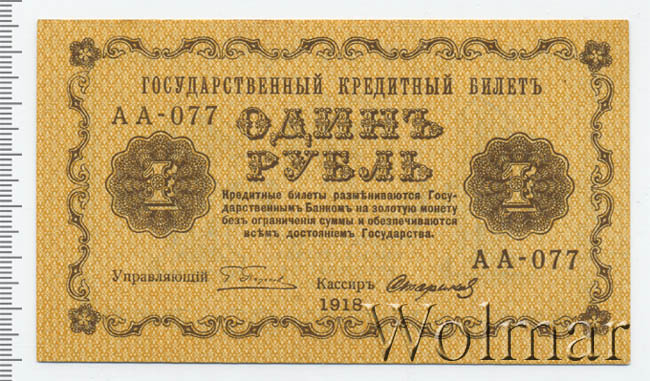 ГОСУДАРСТВЕННЫЙ КРЕДИТНЫЙ БИЛЕТЪ
АА-077
ОДИНЪ
РУБЛЬ
1
1
Кредитные билеты размѣниваются Госу-
дарственнымъ Банкомъ на золотую монету
безъ ограниченія суммы и обезпечиваются
всѣмъ достояніемъ Государства.
АА-077
Управляющій
Кассиръ Стариков
1918
Wolmar